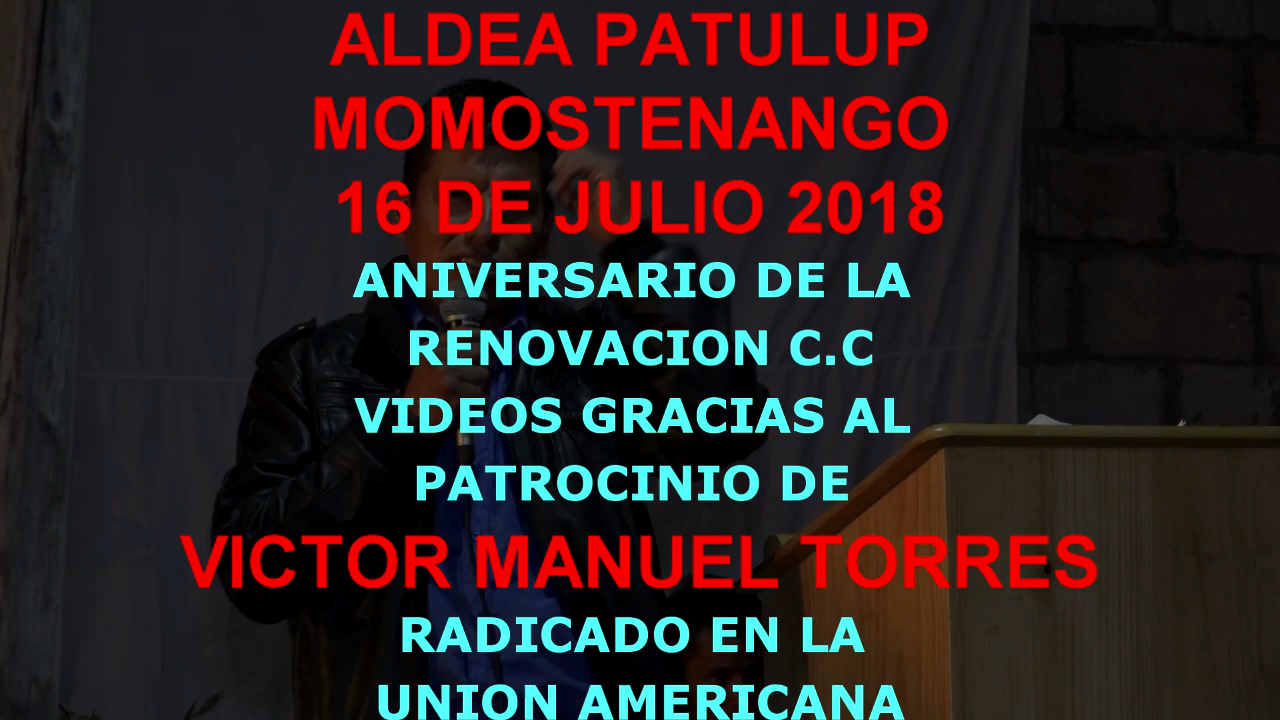 ALDEA PATULUP
MOMOSTENANGO
16 DE JULIO 2018
ANIVERSARIO DE LA
RENOVACION C.C
VIDEOS GRACIAS AL
PATROCINIO DE
VICTOR MANUEL TORRES
RADICADO EN LA
UNION AMERICANA